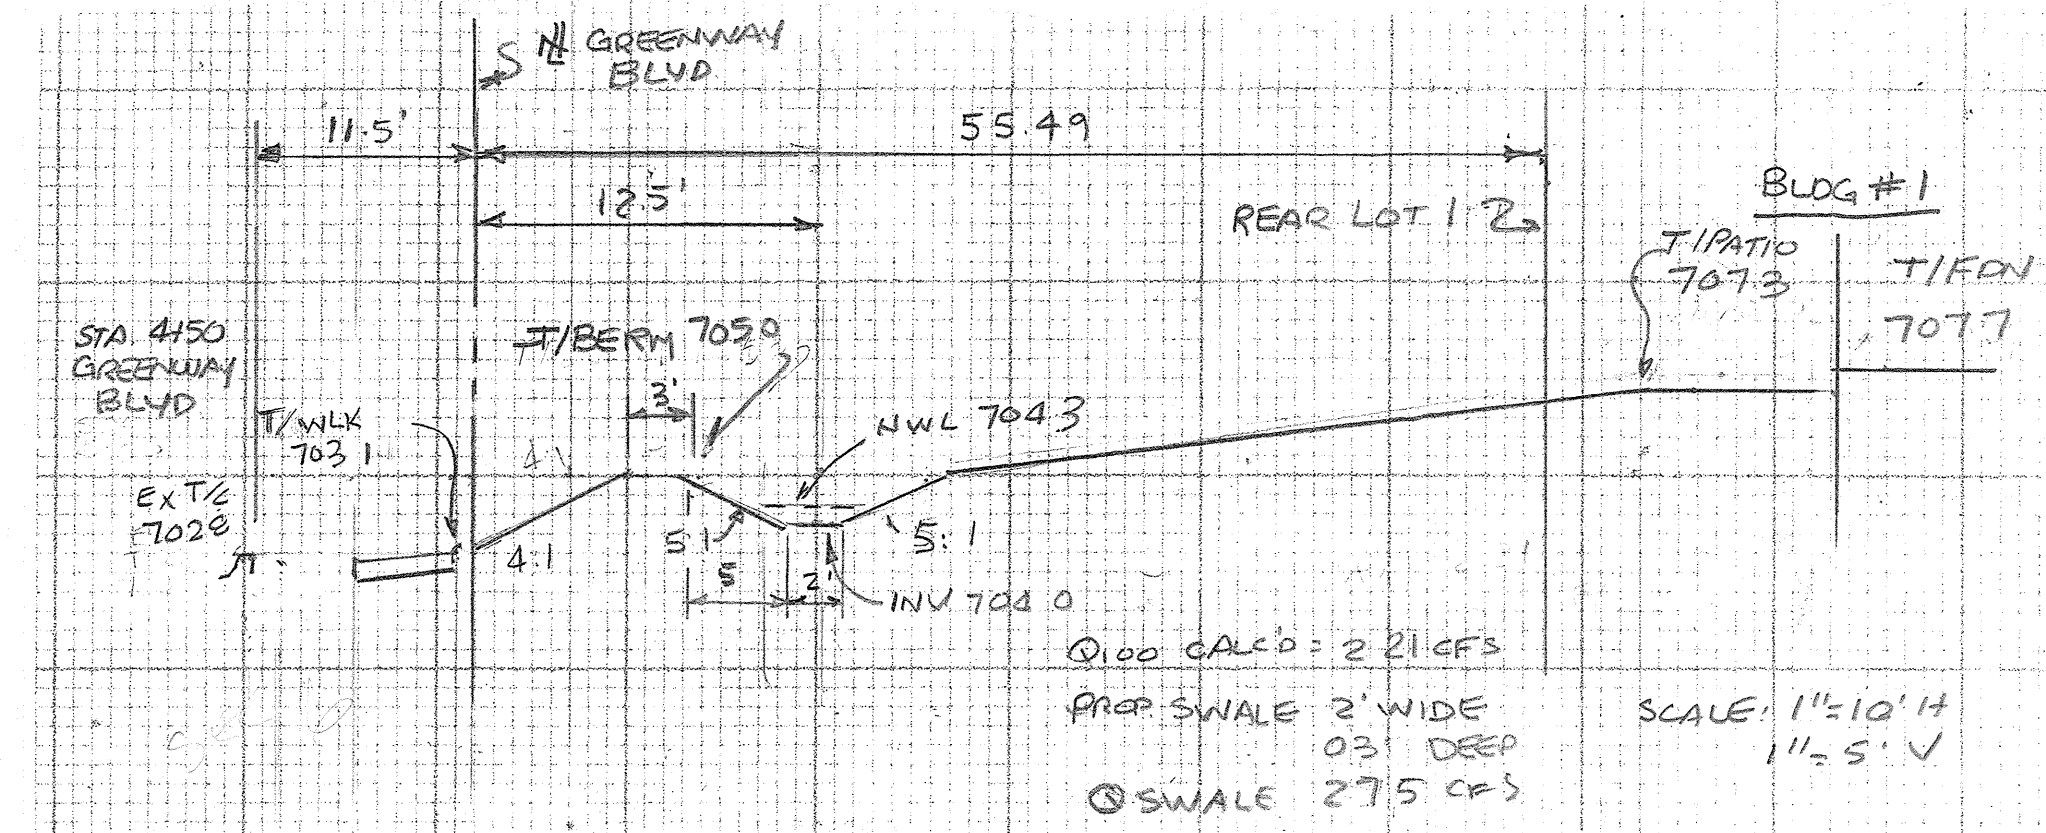 NL GREENWAY
BLVD
11.5'
55.49
12.5'
BLDG #1
REAR LOT 1
T/PATIO
707.3
T/FDN
707.7
STA. 4+50
GREENWAY
BLVD
T/BERM 705.0
3'
T/WLK
703.1
NWL 704.3
EX T/C
702.8
4:1
5:1
5:1
5
2'
INV 704.0
Q100 CALC'D = 2.21 CFS
PROP. SWALE 2' WIDE
0.3' DEEP
Q SWALE 2.75 CFS
SCALE: 1"=10' H
1"=5' V